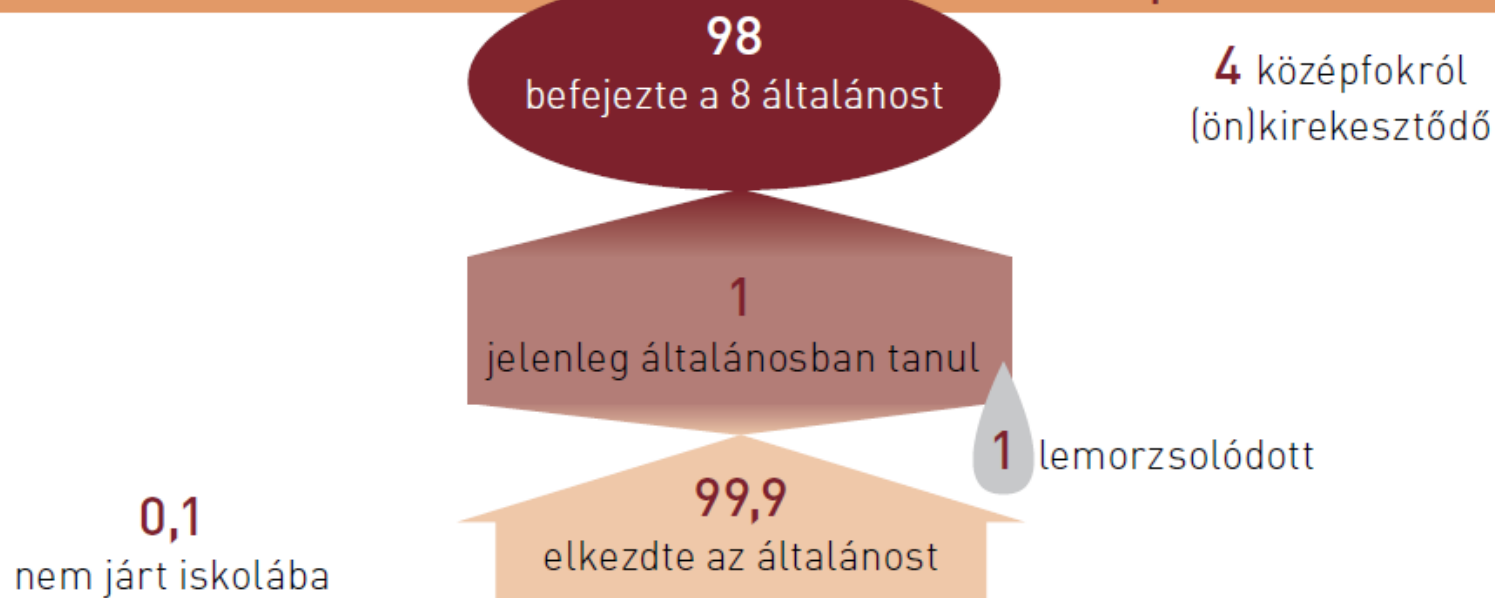 98
befejezte a 8 általánost
4 középfokról
(ön)kirekesztődő
1
jelenleg általánosban tanul
1 lemorzsolódott
99,9
elkezdte az általánost
0,1
nem járt iskolába